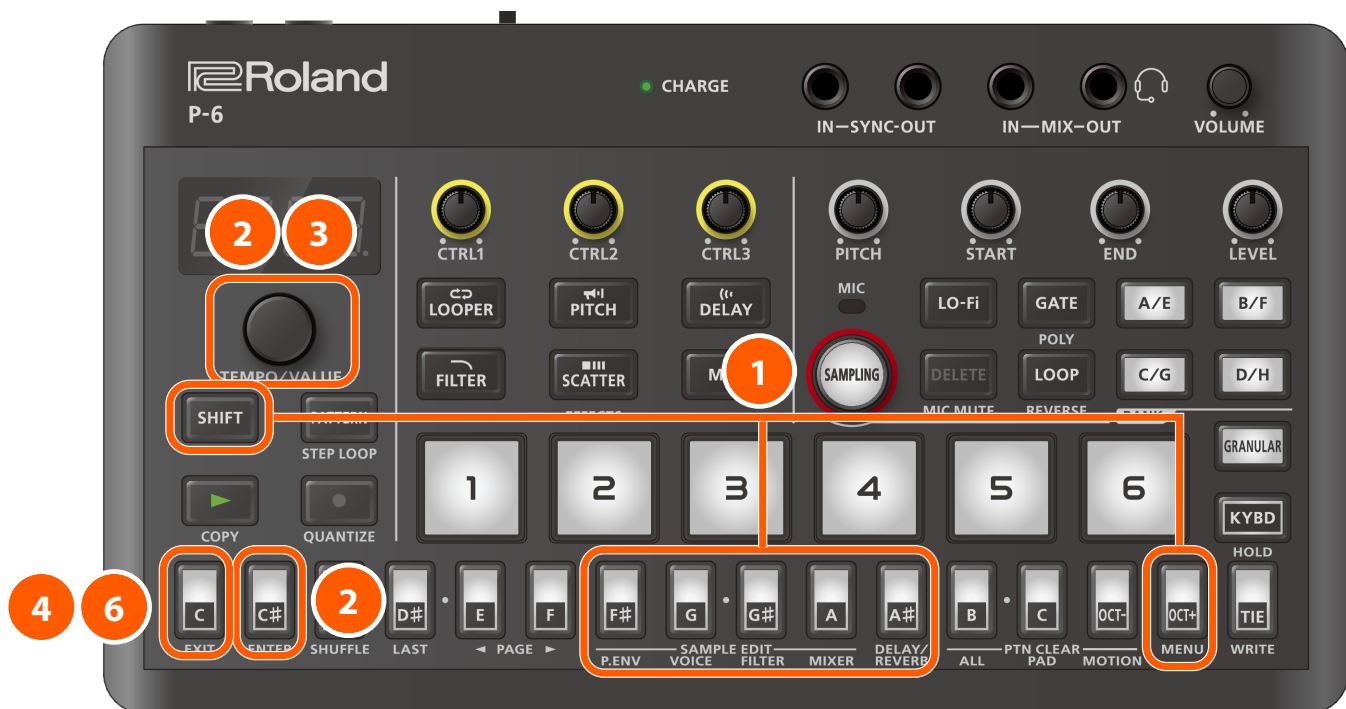 Roland
P-6
CHARGE
IN—SYNC-OUT
IN—MIX—OUT
VOLUME
2
3
CTRL1
CTRL2
CTRL3
PITCH
START
END
LEVEL
TEMPO/VALUE
LOOPER
PITCH
DELAY
MIC
LO-Fi
GATE
A/E
B/F
POLY
FILTER
SCATTER
1
SAMPLING
DELETE
LOOP
C/G
D/H
MIC MUTE
REVERSE
SHIFT
STEP LOOP
1
2
3
4
5
6
GRANULAR
COPY
QUANTIZE
KYBD
HOLD
4
6
C
C#
2
D#
E
F
F#
G
G#
A
A#
B
C
OCT-
OCT+
TIE
EXIT
ENTER
SHUFFLE
LAST
◄ PAGE ►
P.ENV
SAMPLE EDIT
VOICE
FILTER
MIXER
DELAY/
REVERB
ALL
PTN CLEAR
PAD
MOTION
MENU
WRITE